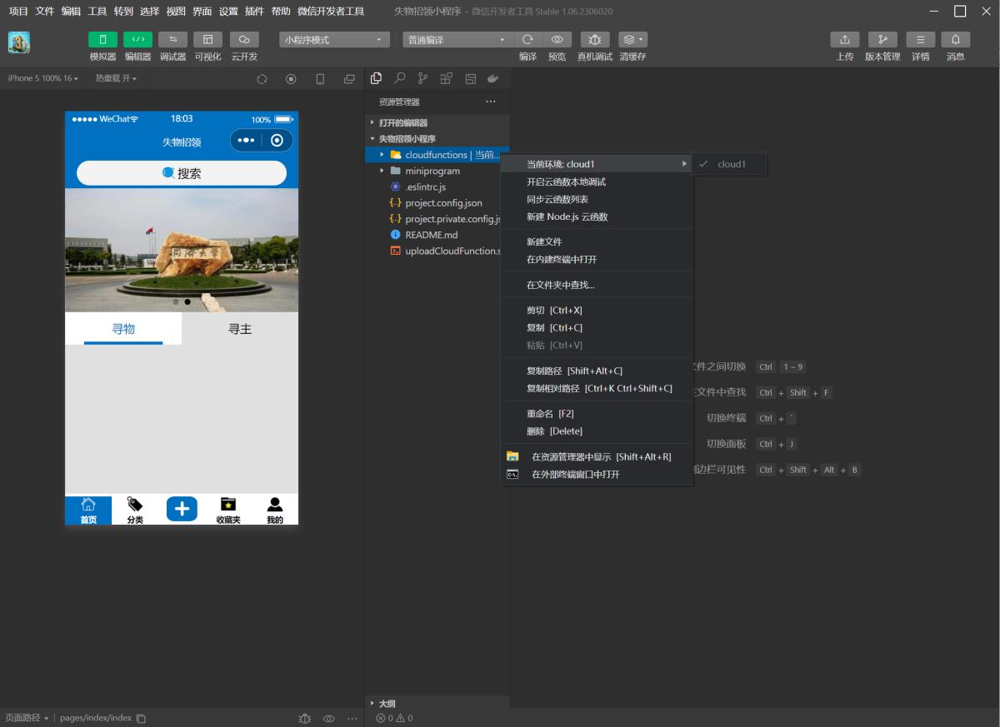 项目 文件 编辑 工具 转到 选择 视图 界面 设置 插件 帮助 微信开发者工具 失物招领小程序 - 微信开发者工具 Stable 1.06.2306020
小程序模式 普通编译
模拟器 编辑器 调试器 可视化 云开发 编译 预览 真机调试 清缓存 上传 版本管理 详情 消息
iPhone 5 100% 16 热重载 开
资源管理器
打开的编辑器
失物招领小程序
cloudfunctions | 当前...
miniprogram
.eslintrc.js
project.config.json
project.private.config.js
README.md
uploadCloudFunction.s
大纲
0 0
WeChat 18:03 100%
失物招领
搜索
同济大学
寻物 寻主
首页 分类 收藏夹 我的
页面路径 pages/index/index
当前环境: cloud1
cloud1
开启云函数本地调试
同步云函数列表
新建 Node.js 云函数
新建文件
在内建终端中打开
在文件夹中查找...
剪切 [Ctrl+X]
复制 [Ctrl+C]
粘贴 [Ctrl+V]
复制路径 [Shift+Alt+C]
复制相对路径 [Ctrl+K Ctrl+Shift+C]
重命名 [F2]
删除 [Delete]
在资源管理器中显示 [Shift+Alt+R]
在外部终端窗口中打开
文件之间切换 Ctrl 1 ~ 9
文件中查找 Ctrl + Shift + F
切换终端 Ctrl + `
切换面板 Ctrl + J
边栏可见性 Ctrl + Shift + Alt + B